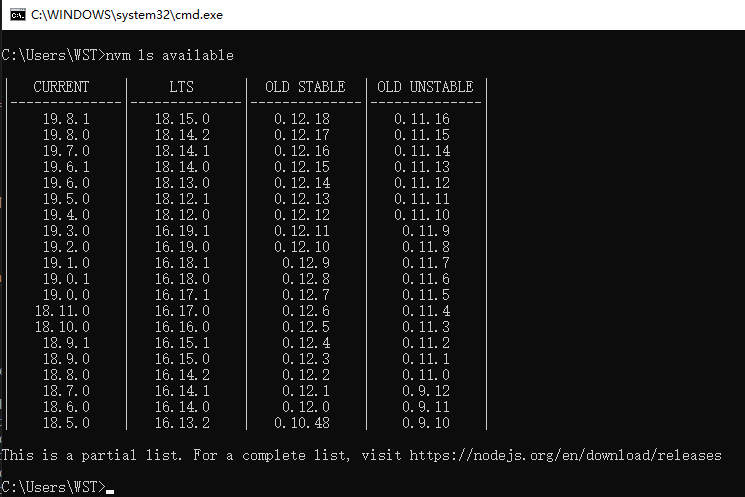 C:\WINDOWS\system32\cmd.exe
C:\Users\WST>nvm ls available
| CURRENT | LTS | OLD STABLE | OLD UNSTABLE |
|--------------|--------------|--------------|--------------|
| 19.8.1 | 18.15.0 | 0.12.18 | 0.11.16 |
| 19.8.0 | 18.14.2 | 0.12.17 | 0.11.15 |
| 19.7.0 | 18.14.1 | 0.12.16 | 0.11.14 |
| 19.6.1 | 18.14.0 | 0.12.15 | 0.11.13 |
| 19.6.0 | 18.13.0 | 0.12.14 | 0.11.12 |
| 19.5.0 | 18.12.1 | 0.12.13 | 0.11.11 |
| 19.4.0 | 18.12.0 | 0.12.12 | 0.11.10 |
| 19.3.0 | 16.19.1 | 0.12.11 | 0.11.9 |
| 19.2.0 | 16.19.0 | 0.12.10 | 0.11.8 |
| 19.1.0 | 16.18.1 | 0.12.9 | 0.11.7 |
| 19.0.1 | 16.18.0 | 0.12.8 | 0.11.6 |
| 19.0.0 | 16.17.1 | 0.12.7 | 0.11.5 |
| 18.11.0 | 16.17.0 | 0.12.6 | 0.11.4 |
| 18.10.0 | 16.16.0 | 0.12.5 | 0.11.3 |
| 18.9.1 | 16.15.1 | 0.12.4 | 0.11.2 |
| 18.9.0 | 16.15.0 | 0.12.3 | 0.11.1 |
| 18.8.0 | 16.14.2 | 0.12.2 | 0.11.0 |
| 18.7.0 | 16.14.1 | 0.12.1 | 0.9.12 |
| 18.6.0 | 16.14.0 | 0.12.0 | 0.9.11 |
| 18.5.0 | 16.13.2 | 0.10.48 | 0.9.10 |
This is a partial list. For a complete list, visit https://nodejs.org/en/download/releases
C:\Users\WST>